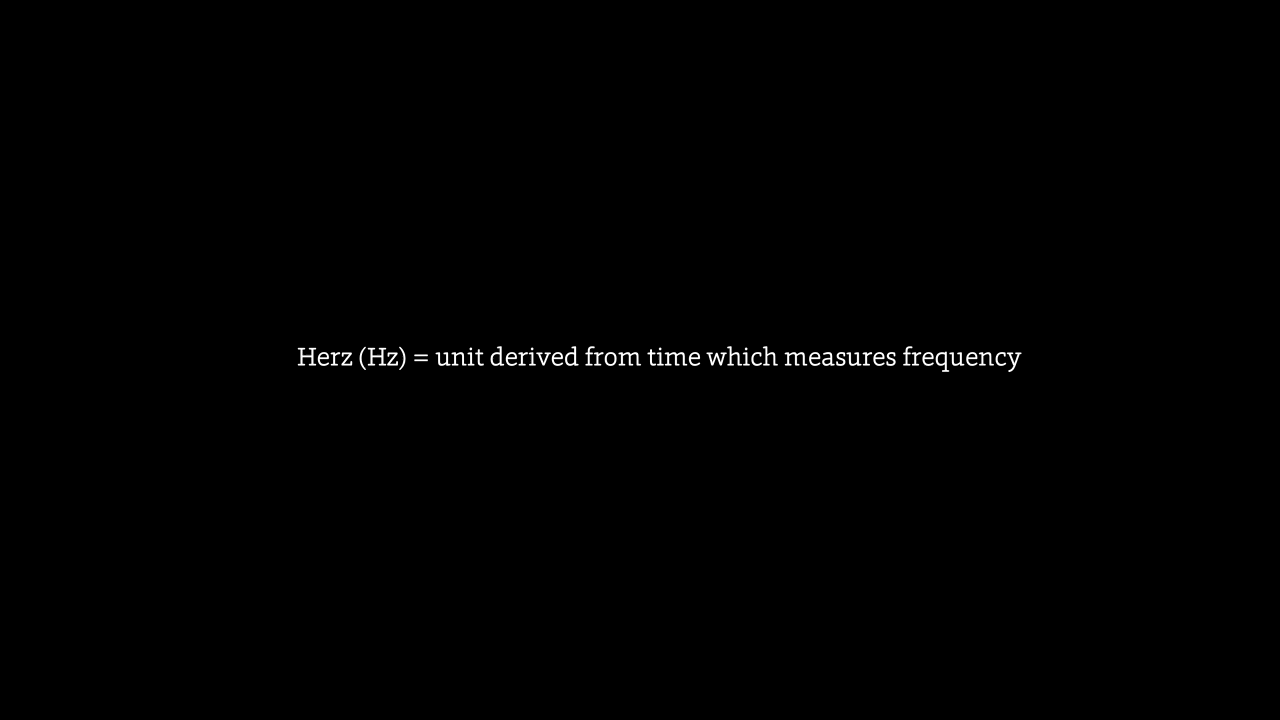 Herz (Hz) = unit derived from time which measures frequency